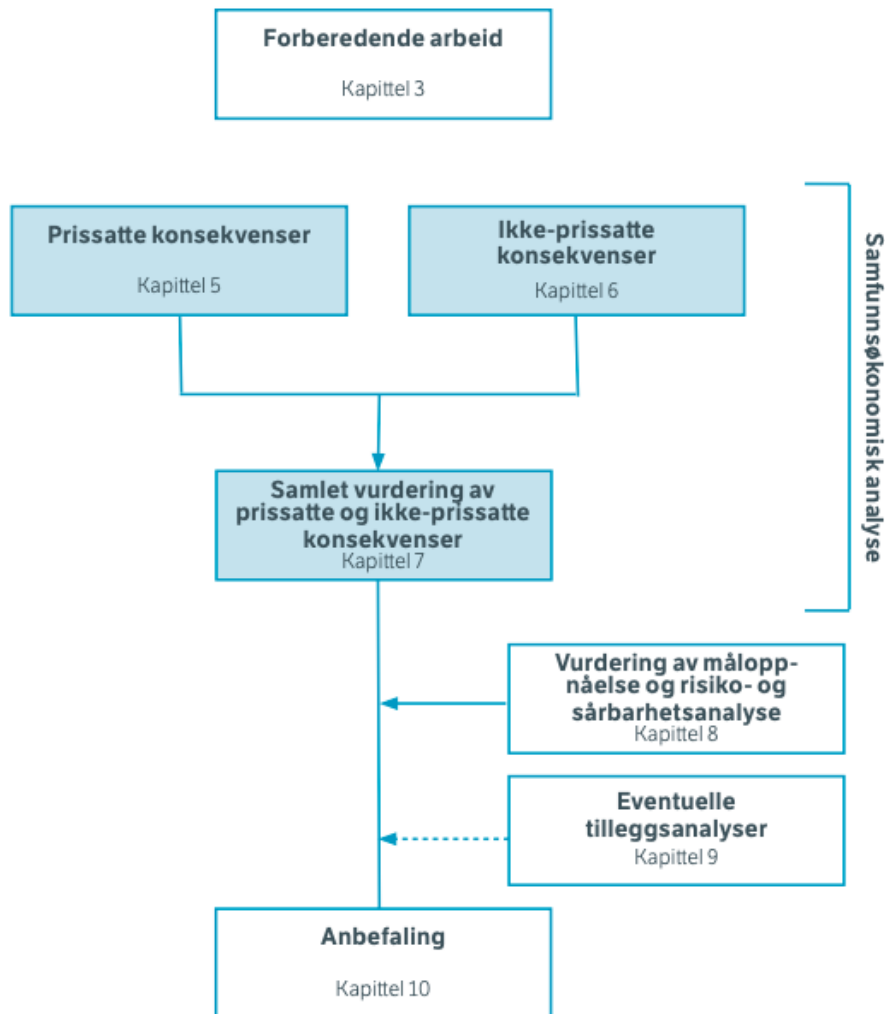 Forberedende arbeid
Kapittel 3
Prissatte konsekvenser
Kapittel 5
Ikke-prissatte
konsekvenser
Kapittel 6
Samfunnsøkonomisk analyse
Samlet vurdering av
prissatte og ikke-prissatte
konsekvenser
Kapittel 7
Vurdering av målopp-
nåelse og risiko- og
sårbarhetsanalyse
Kapittel 8
Eventuelle
tilleggsanalyser
Kapittel 9
Anbefaling
Kapittel 10